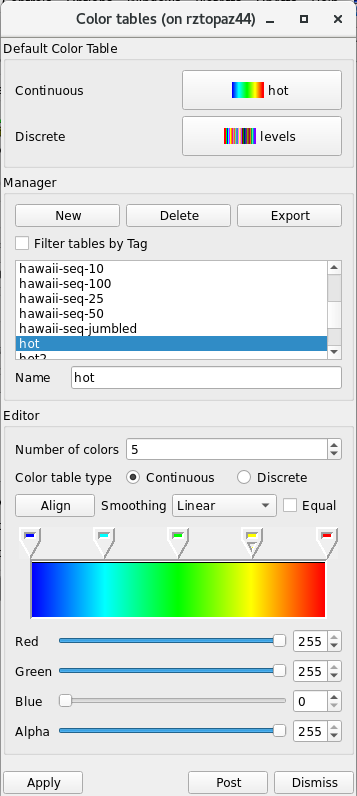 Color tables (on rztopaz44)
Default Color Table
Continuous
hot
Discrete
levels
Manager
New Delete Export
Filter tables by Tag
hawaii-seq-10
hawaii-seq-100
hawaii-seq-25
hawaii-seq-50
hawaii-seq-jumbled
hot
hot2
Name hot
Editor
Number of colors 5
Color table type Continuous Discrete
Align Smoothing Linear Equal
Red 255
Green 255
Blue 0
Alpha 255
Apply Post Dismiss